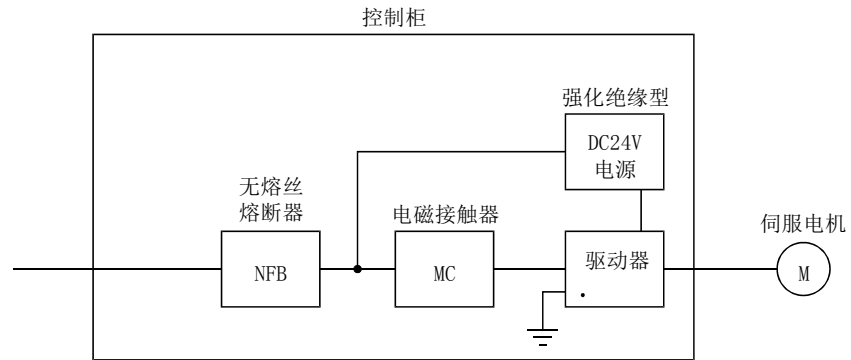 控制柜
强化绝缘型
DC24V
电源
无熔丝
熔断器
电磁接触器
伺服电机
NFB
MC
驱动器
M